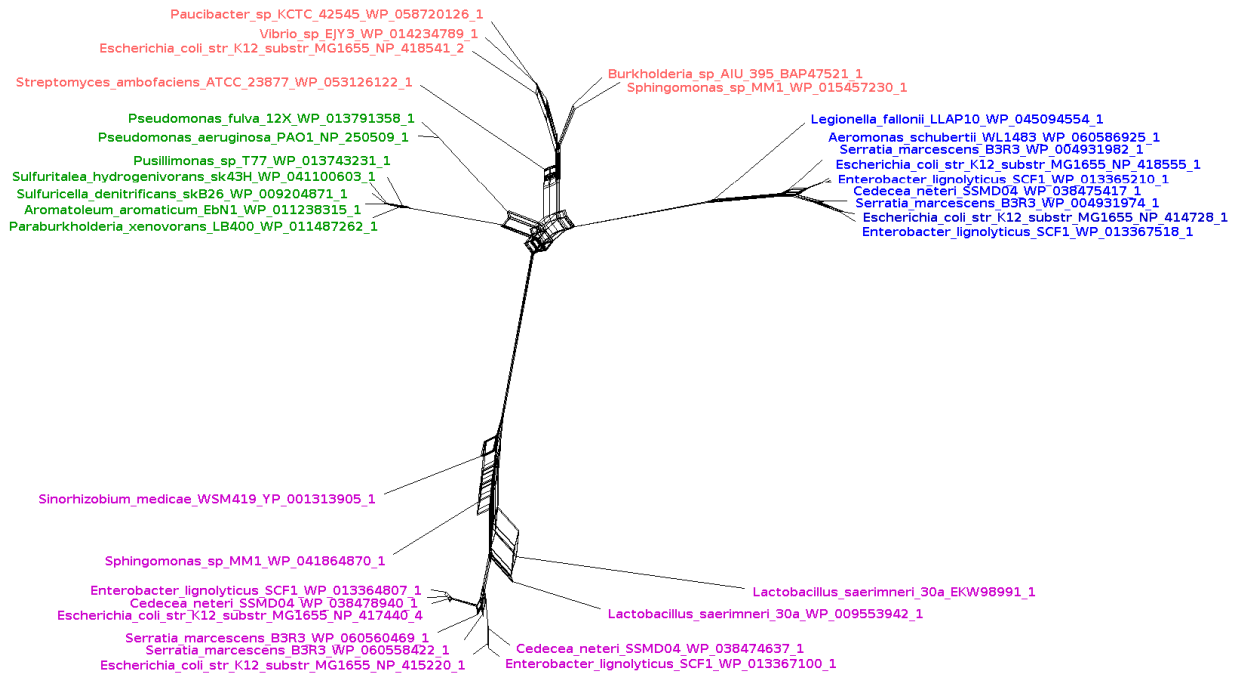 Paucibacter_sp_KCTC_42545_WP_058720126_1
Vibrio_sp_EJY3_WP_014234789_1
Escherichia_coli_str_K12_substr_MG1655_NP_418541_2
Streptomyces_ambofaciens_ATCC_23877_WP_053126122_1
Burkholderia_sp_AIU_395_BAP47521_1
Sphingomonas_sp_MM1_WP_015457230_1
Pseudomonas_fulva_12X_WP_013791358_1
Pseudomonas_aeruginosa_PAO1_NP_250509_1
Pusillimonas_sp_T77_WP_013743231_1
Sulfuritalea_hydrogenivorans_sk43H_WP_041100603_1
Sulfuricella_denitrificans_skB26_WP_009204871_1
Aromatoleum_aromaticum_EbN1_WP_011238315_1
Paraburkholderia_xenovorans_LB400_WP_011487262_1
Legionella_fallonii_LLAP10_WP_045094554_1
Aeromonas_schubertii_WL1483_WP_060586925_1
Serratia_marcescens_B3R3_WP_004931982_1
Escherichia_coli_str_K12_substr_MG1655_NP_418555_1
Enterobacter_lignolyticus_SCF1_WP_013365210_1
Cedecea_neteri_SSMD04_WP_038475417_1
Serratia_marcescens_B3R3_WP_004931974_1
Escherichia_coli_str_K12_substr_MG1655_NP_414728_1
Enterobacter_lignolyticus_SCF1_WP_013367518_1
Sinorhizobium_medicae_WSM419_YP_001313905_1
Sphingomonas_sp_MM1_WP_041864870_1
Enterobacter_lignolyticus_SCF1_WP_013364807_1
Cedecea_neteri_SSMD04_WP_038478940_1
Escherichia_coli_str_K12_substr_MG1655_NP_417440_4
Serratia_marcescens_B3R3_WP_060560469_1
Serratia_marcescens_B3R3_WP_060558422_1
Escherichia_coli_str_K12_substr_MG1655_NP_415220_1
Lactobacillus_saerimneri_30a_EKW98991_1
Lactobacillus_saerimneri_30a_WP_009553942_1
Cedecea_neteri_SSMD04_WP_038474637_1
Enterobacter_lignolyticus_SCF1_WP_013367100_1